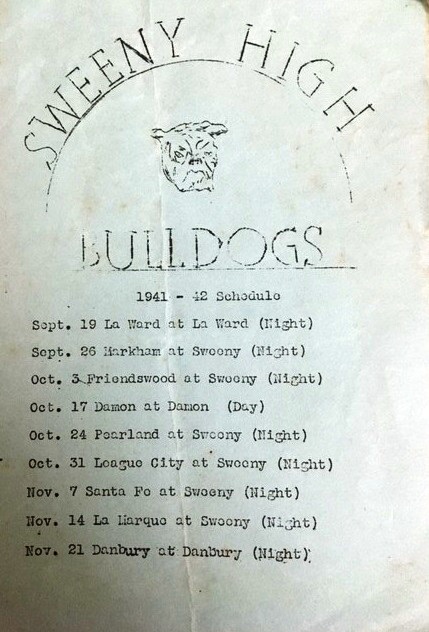 SWEENY HIGH
BULLDOGS
1941 - 42 Schedule
Sept. 19 La Ward at La Ward (Night)
Sept. 26 Markham at Sweeny (Night)
Oct. 3 Friendswood at Sweeny (Night)
Oct. 17 Damon at Damon (Day)
Oct. 24 Pearland at Sweeny (Night)
Oct. 31 League City at Sweeny (Night)
Nov. 7 Santa Fe at Sweeny (Night)
Nov. 14 La Marque at Sweeny (Night)
Nov. 21 Danbury at Danbury (Night)